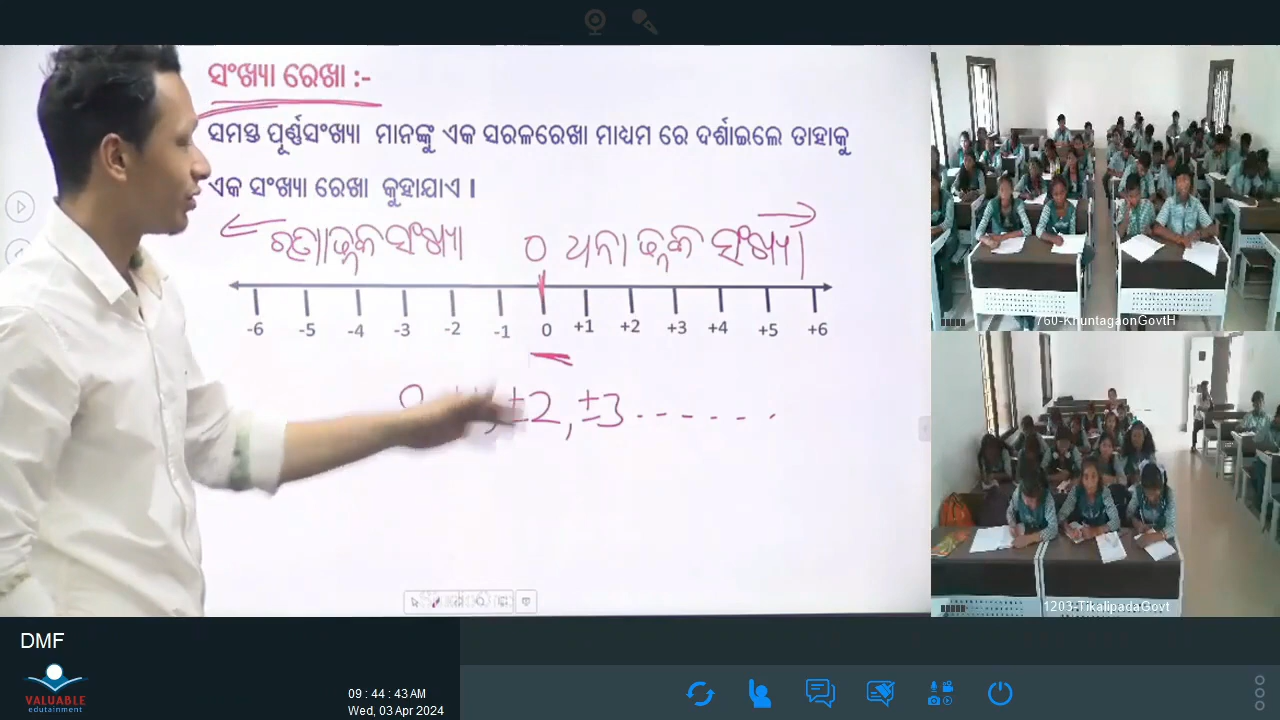 ସଂଖ୍ୟା ରେଖା :-
ସମସ୍ତ ପୂର୍ଣ୍ଣସଂଖ୍ୟା ମାନଙ୍କୁ ଏକ ସରଳରେଖା ମାଧ୍ୟମ ରେ ଦର୍ଶାଇଲେ ତାହାକୁ
ଏକ ସଂଖ୍ୟା ରେଖା କୁହାଯାଏ ।
ଋଣାତ୍ମକ ସଂଖ୍ୟା 0 ଧନାତ୍ମକ ସଂଖ୍ୟା
-6 -5 -4 -3 -2 -1 0 +1 +2 +3 +4 +5 +6
0 ±2, ±3 - - - - - -
760-KhuntagaonGovtH
1203-TikalipadaGovt
DMF
VALUABLE
edutainment
09 : 44 : 43 AM
Wed, 03 Apr 2024